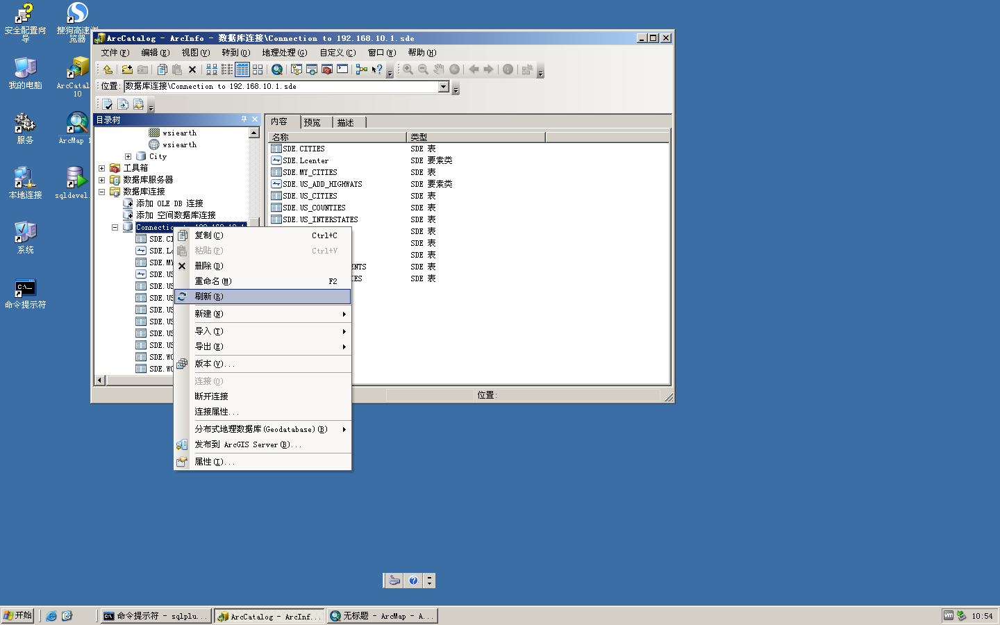 安全配置向导
搜狗高速浏览器
我的电脑
ArcCatal
10
服务
ArcMap 1
本地连接
sqldevel.
系统
命令提示符
ArcCatalog - ArcInfo - 数据库连接\Connection to 192.168.10.1.sde
文件(F) 编辑(E) 视图(V) 转到(O) 地理处理(G) 自定义(C) 窗口(W) 帮助(H)
位置: 数据库连接\Connection to 192.168.10.1.sde
目录树
wsiearth
wsiearth
City
工具箱
数据库服务器
数据库连接
添加 OLE DB 连接
添加 空间数据库连接
Connection to 192.168.10.1
SDE.CI
SDE.Lc
SDE.MY
SDE.US
SDE.US
SDE.US
SDE.US
SDE.US
SDE.US
SDE.US
SDE.WO
SDE.WO
内容 预览 描述
名称 类型
SDE.CITIES SDE 表
SDE.Lcenter SDE 要素类
SDE.MY_CITIES SDE 表
SDE.US_ADD_HIGHWAYS SDE 要素类
SDE.US_CITIES SDE 表
SDE.US_COUNTIES SDE 表
SDE.US_INTERSTATES SDE 表
SDE 表
SDE 表
SDE 表
ENTS SDE 表
IES SDE 表
复制(C) Ctrl+C
粘贴(P) Ctrl+V
删除(D)
重命名(M) F2
刷新(R)
新建(N)
导入(T)
导出(E)
版本(V)...
连接(O)
断开连接
连接属性...
分布式地理数据库(Geodatabase)(B)
发布到 ArcGIS Server(B)...
属性(I)...
位置:
开始
命令提示符 - sqlplu...
ArcCatalog - ArcInf...
无标题 - ArcMap - A...
10:54